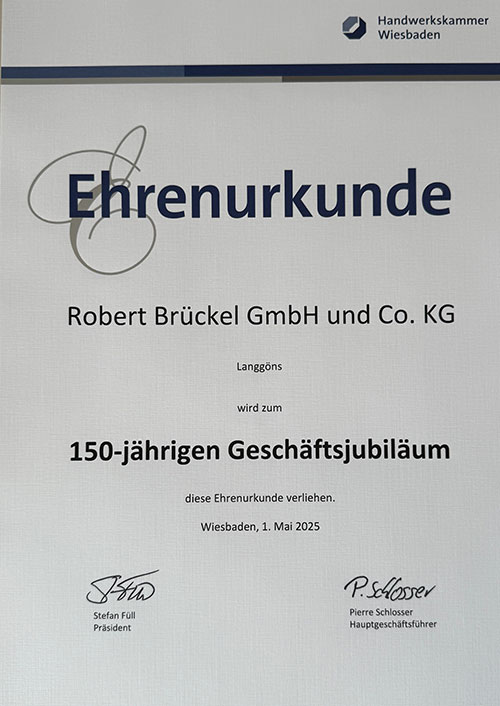 Handwerkskammer
Wiesbaden
Ehrenurkunde
Robert Brückel GmbH und Co. KG
Langgöns
wird zum
150-jährigen Geschäftsjubiläum
diese Ehrenurkunde verliehen.
Wiesbaden, 1. Mai 2025
P. Schlosser
Stefan Füll
Präsident
Pierre Schlosser
Hauptgeschäftsführer